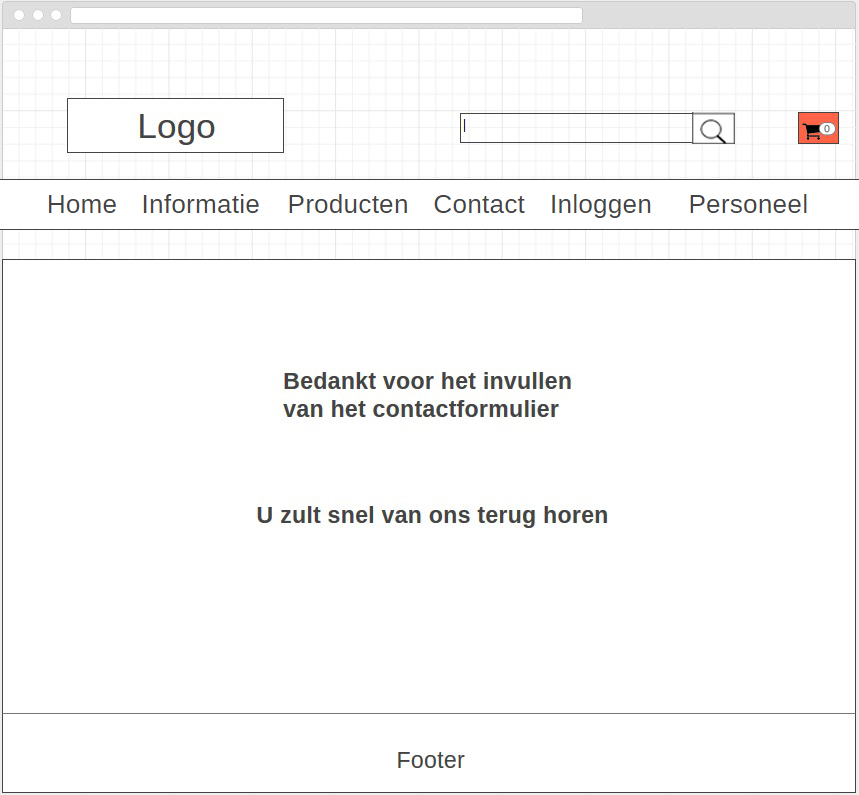 Logo
0
Home Informatie Producten Contact Inloggen Personeel
Bedankt voor het invullen
van het contactformulier
U zult snel van ons terug horen
Footer